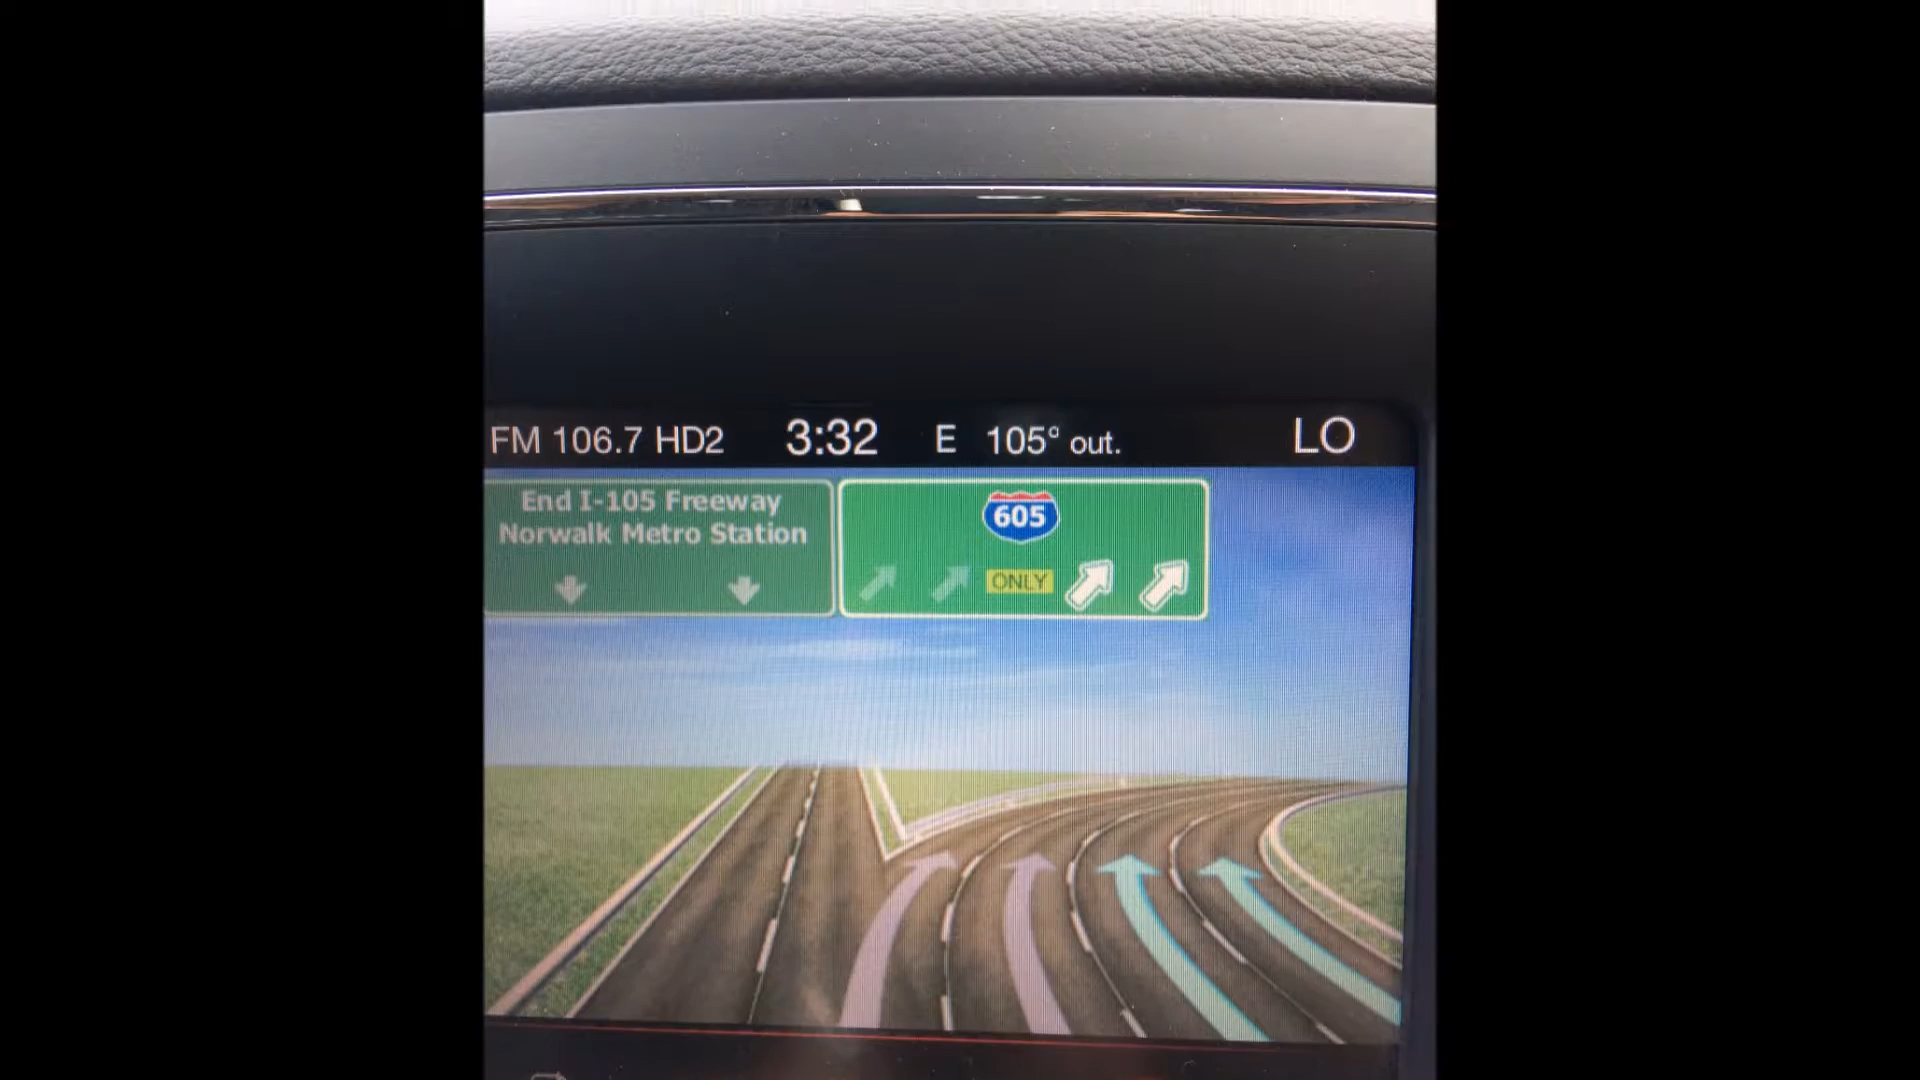 FM 106.7 HD2 3:32 E 105° out. LO
End I-105 Freeway
Norwalk Metro Station
605
ONLY